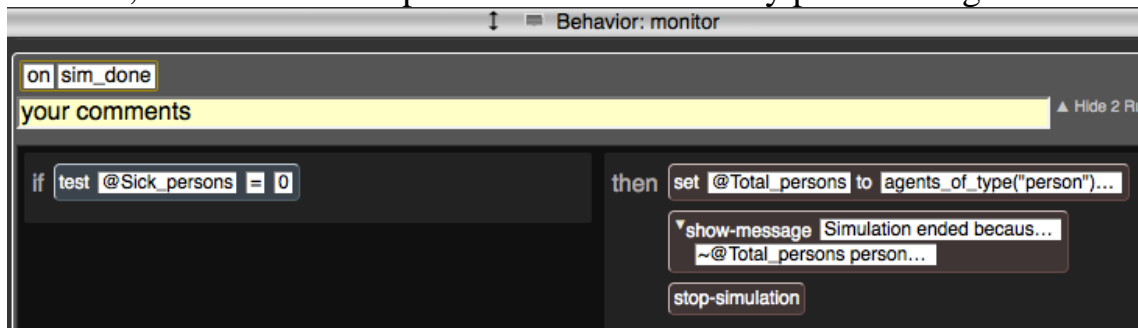 Behavior: monitor
on sim_done
your comments
▲ Hide 2 R
if test @Sick_persons = 0 then set @Total_persons to agents_of_type("person")...
show-message Simulation ended becaus...
~@Total_persons person...
stop-simulation